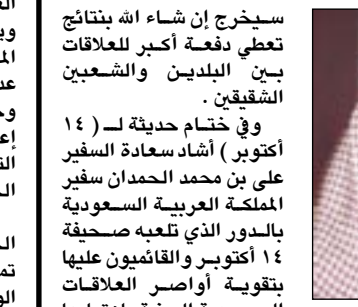 سيخرج إن شاء الله بنتائج
تعطي دفعة أكبر للعلاقات
بين البلدين والشعبين
الشقيقين .
وفي ختام حديثة لـ ( ١٤
أكتوبر ) أشاد سعادة السفير
على بن محمد الحمدان سفير
المملكة العربية السعودية
بالدور الذي تلعبه صحيفة
١٤ أكتوبر والقائميون عليها
بتقوية أواصر العلاقات